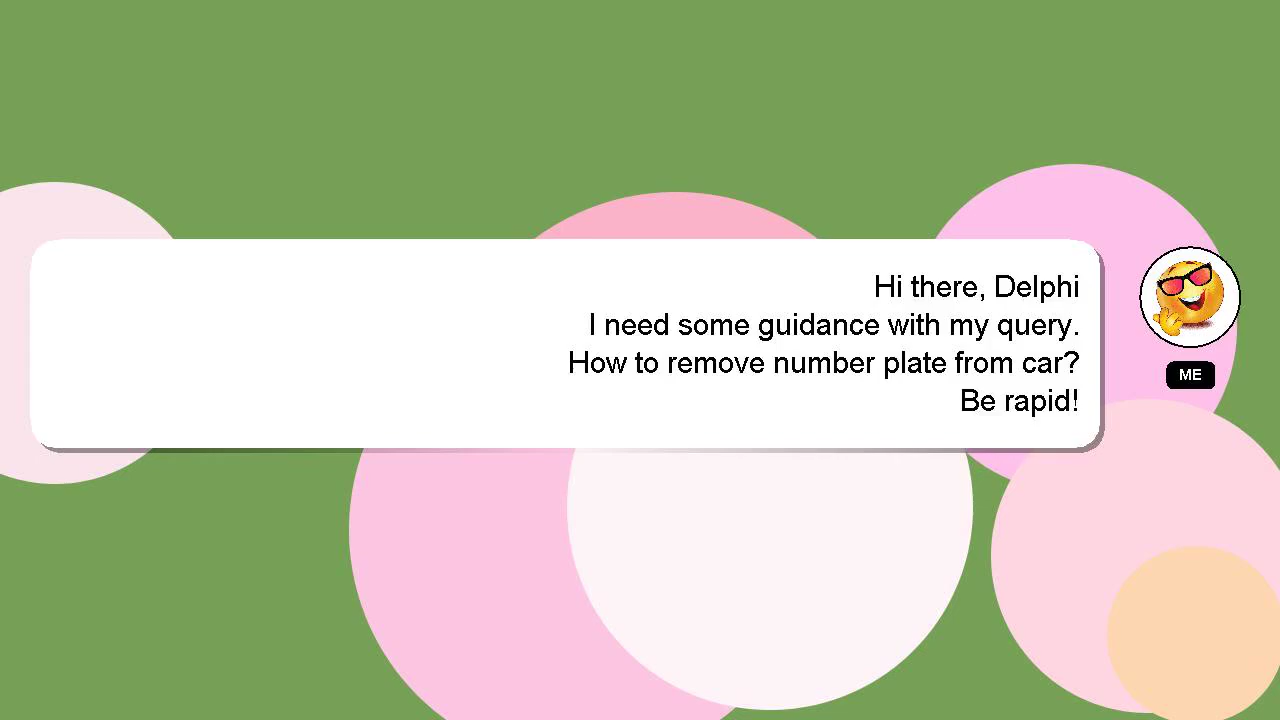 Hi there, Delphi
I need some guidance with my query.
How to remove number plate from car?
Be rapid!
ME